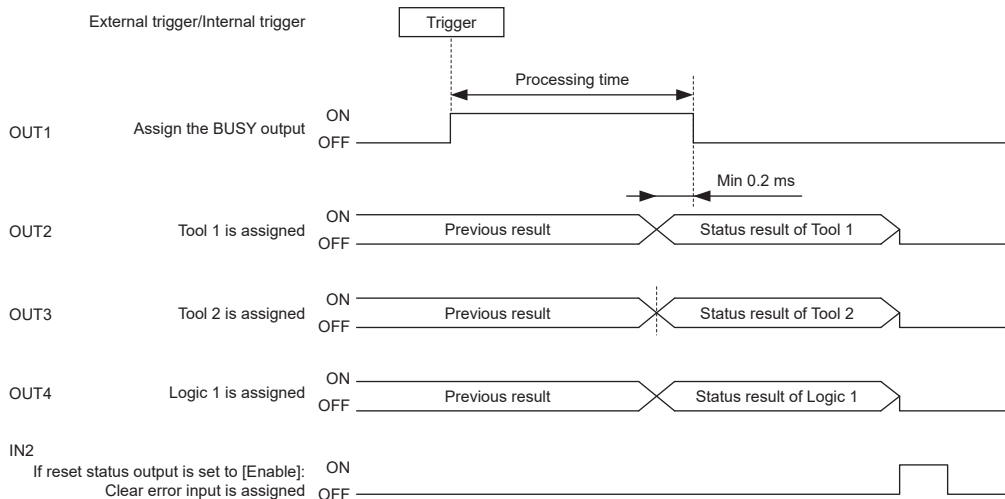 External trigger/Internal trigger
Trigger
Processing time
OUT1
Assign the BUSY output
ON
OFF
Min 0.2 ms
OUT2
Tool 1 is assigned
ON
OFF
Previous result
Status result of Tool 1
OUT3
Tool 2 is assigned
ON
OFF
Previous result
Status result of Tool 2
OUT4
Logic 1 is assigned
ON
OFF
Previous result
Status result of Logic 1
IN2
If reset status output is set to [Enable]:
Clear error input is assigned
ON
OFF